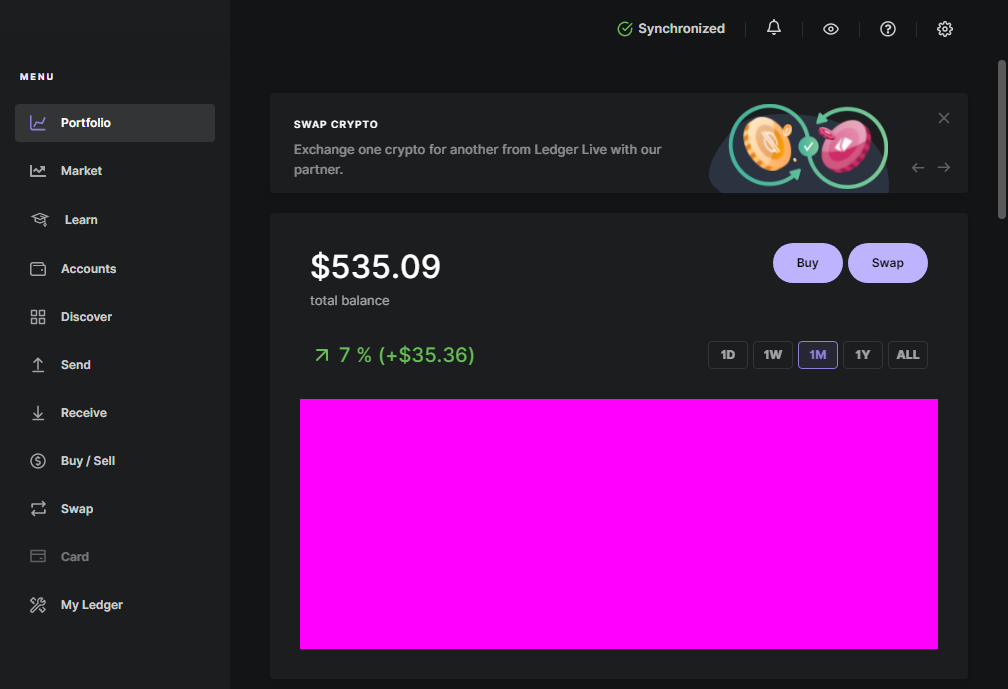 Synchronized
MENU
Portfolio
Market
Learn
Accounts
Discover
Send
Receive
Buy / Sell
Swap
Card
My Ledger
SWAP CRYPTO
Exchange one crypto for another from Ledger Live with our
partner.
$535.09
total balance
Buy
Swap
7 % (+$35.36)
1D
1W
1M
1Y
ALL